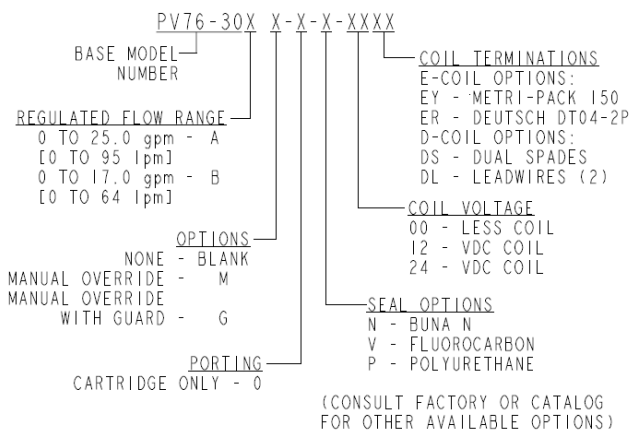 PV76-30X X-X-X-XXXX
BASE MODEL
NUMBER
REGULATED FLOW RANGE
0 TO 25.0 gpm - A
[0 TO 95 lpm]
0 TO 17.0 gpm - B
[0 TO 64 lpm]
OPTIONS
NONE - BLANK
MANUAL OVERRIDE - M
MANUAL OVERRIDE
WITH GUARD - G
PORTING
CARTRIDGE ONLY - 0
COIL TERMINATIONS
E-COIL OPTIONS:
EY - METRI-PACK 150
ER - DEUTSCH DT04-2P
D-COIL OPTIONS:
DS - DUAL SPADES
DL - LEADWIRES (2)
COIL VOLTAGE
00 - LESS COIL
12 - VDC COIL
24 - VDC COIL
SEAL OPTIONS
N - BUNA N
V - FLUOROCARBON
P - POLYURETHANE
(CONSULT FACTORY OR CATALOG
FOR OTHER AVAILABLE OPTIONS)